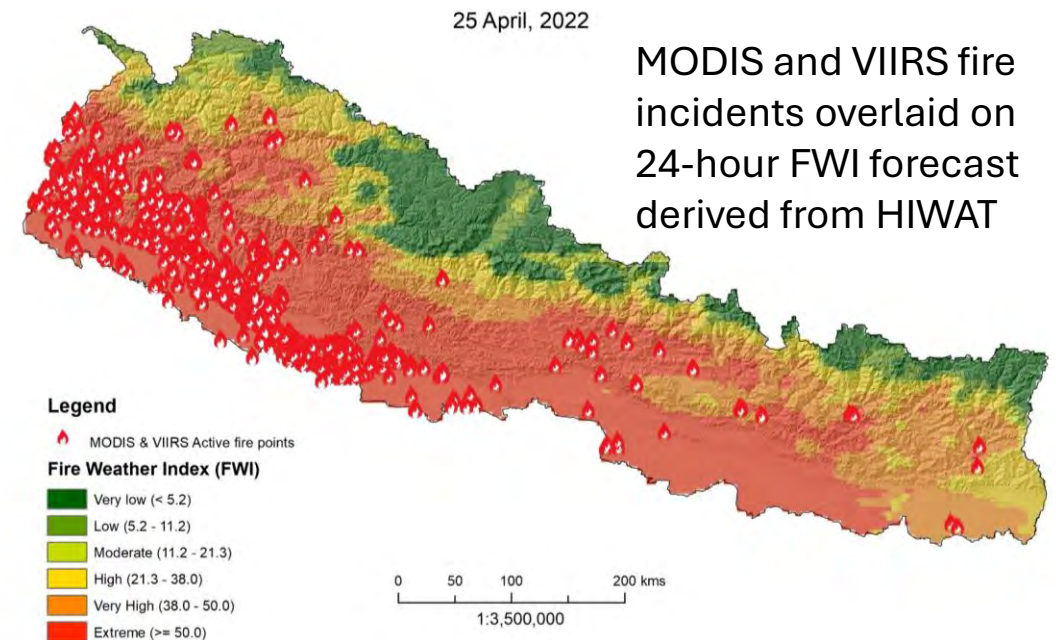 25 April, 2022
MODIS and VIIRS fire
incidents overlaid on
24-hour FWI forecast
derived from HIWAT
Legend
MODIS & VIIRS Active fire points
Fire Weather Index (FWI)
Very low (< 5.2)
Low (5.2 - 11.2)
Moderate (11.2 - 21.3)
High (21.3 - 38.0)
Very High (38.0 - 50.0)
Extreme (>= 50.0)
0 50 100 200 kms
1:3,500,000